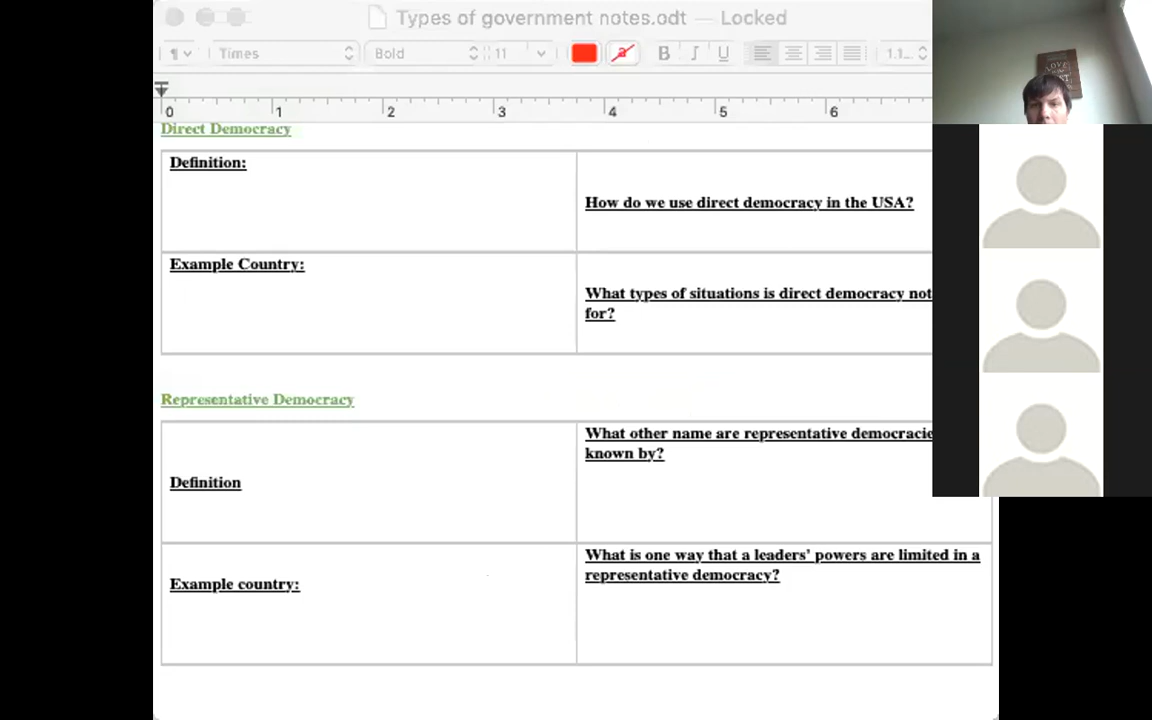 Types of government notes.odt — Locked
¶ Times Bold 11 a B I U 1.1...
0 1 2 3 4 5 6
Direct Democracy
Definition:
How do we use direct democracy in the USA?
Example Country:
What types of situations is direct democracy not
for?
Representative Democracy
What other name are representative democracie
known by?
Definition
What is one way that a leaders’ powers are limited in a
representative democracy?
Example country: